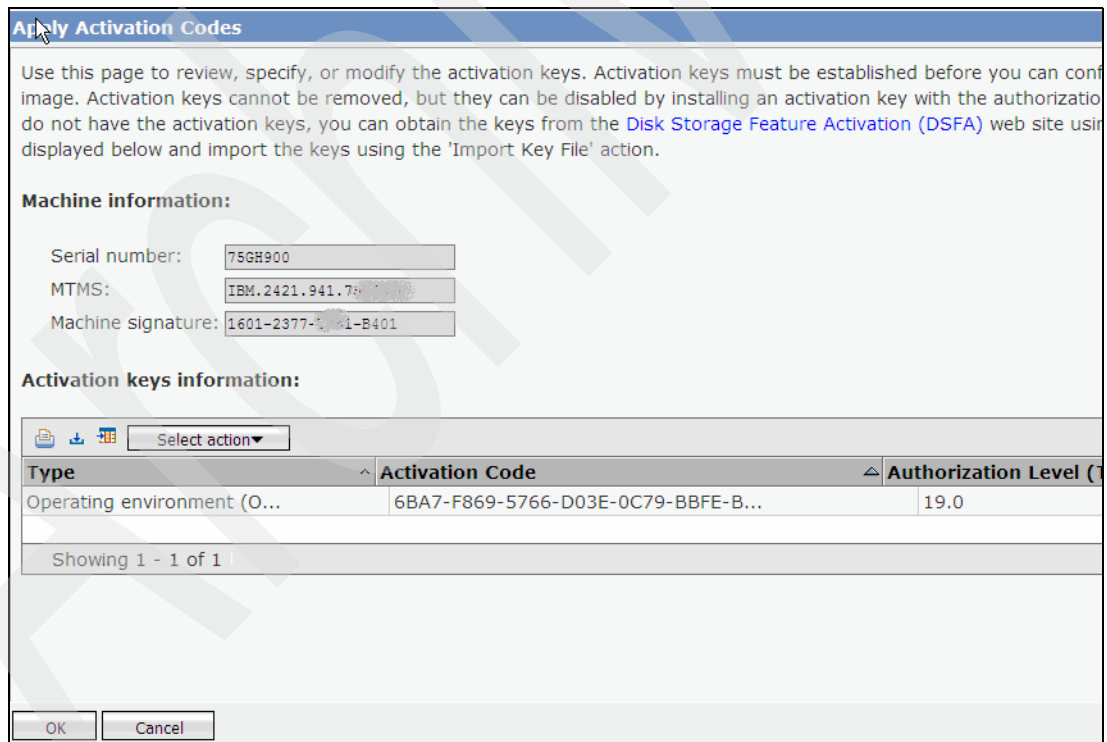 Apply Activation Codes
Use this page to review, specify, or modify the activation keys. Activation keys must be established before you can conf
image. Activation keys cannot be removed, but they can be disabled by installing an activation key with the authorizatio
do not have the activation keys, you can obtain the keys from the Disk Storage Feature Activation (DSFA) web site usin
displayed below and import the keys using the 'Import Key File' action.
Machine information:
Serial number: 75GH900
MTMS: IBM.2421.941.7
Machine signature: 1601-2377- 1-B401
Activation keys information:
Select action
Type Activation Code Authorization Level (T
Operating environment (O... 6BA7-F869-5766-D03E-0C79-BBFE-B... 19.0
Showing 1 - 1 of 1
OK Cancel